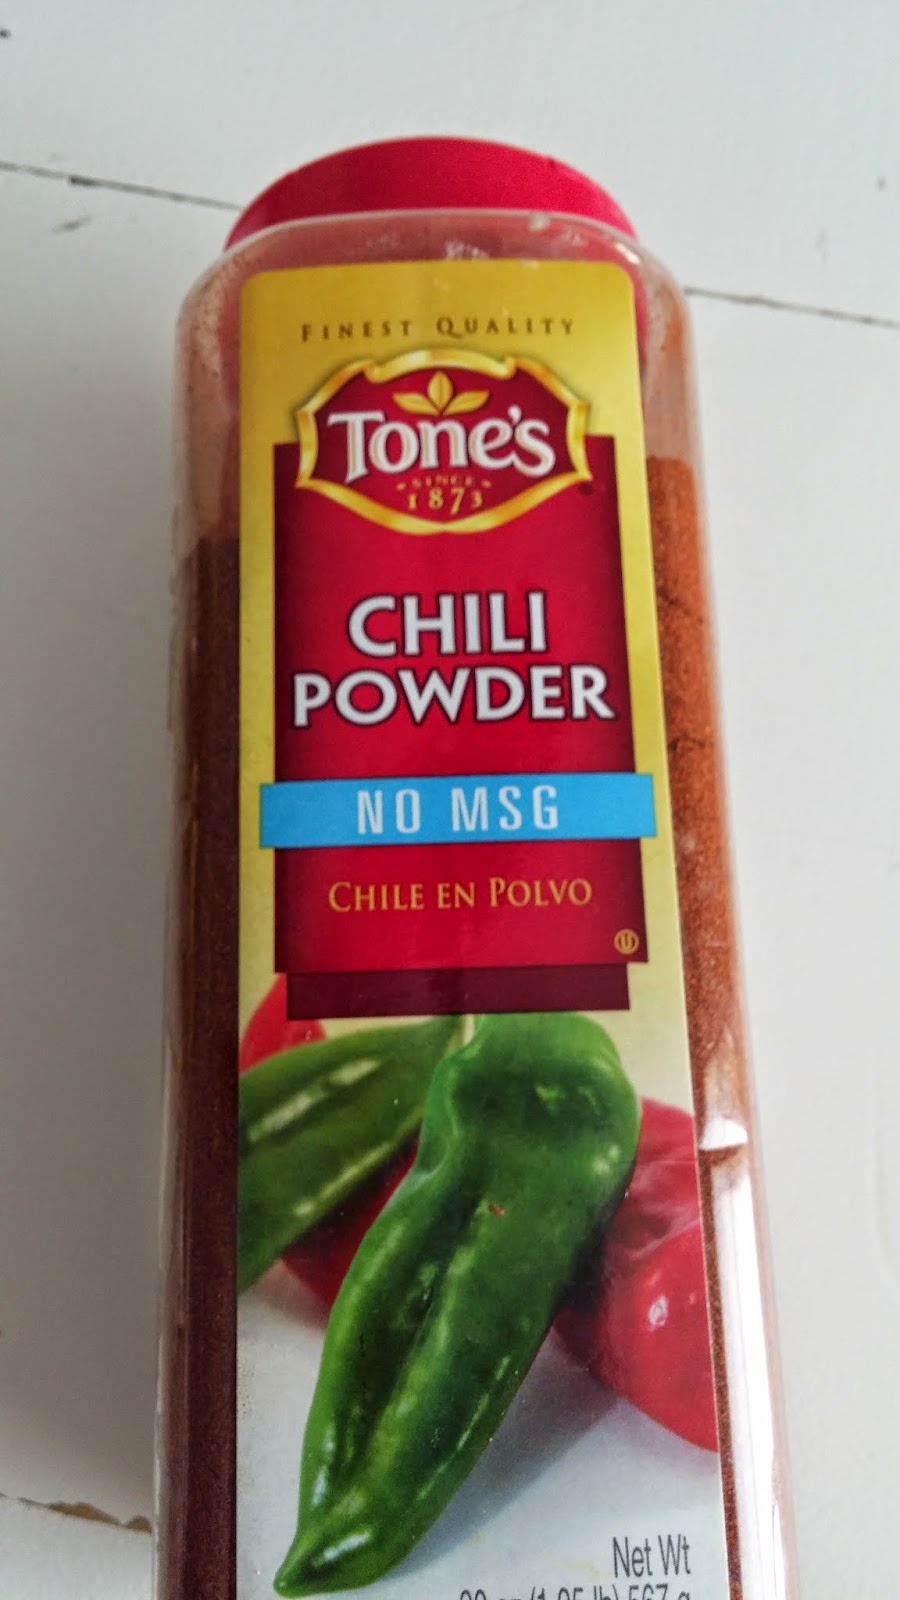 FINEST QUALITY
Tone's
SINCE
1873
CHILI
POWDER
NO MSG
CHILE EN POLVO
U
Net Wt